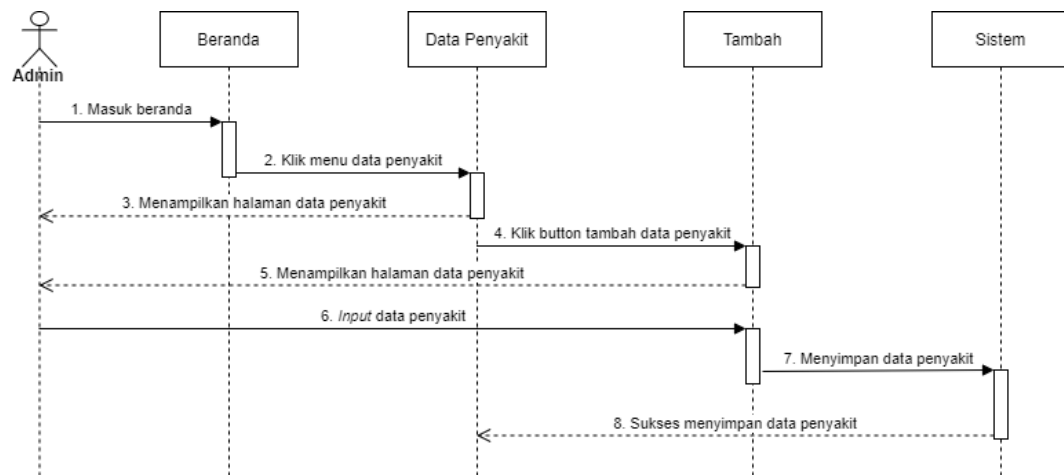 Beranda
Data Penyakit
Tambah
Sistem
Admin
1. Masuk beranda
2. Klik menu data penyakit
3. Menampilkan halaman data penyakit
4. Klik button tambah data penyakit
5. Menampilkan halaman data penyakit
6. Input data penyakit
7. Menyimpan data penyakit
8. Sukses menyimpan data penyakit